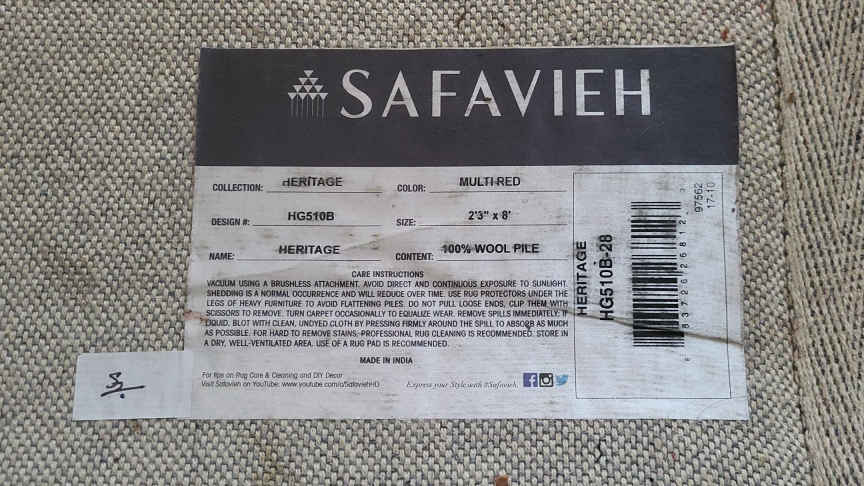 SAFAVIEH
COLLECTION: HERITAGE
COLOR: MULTI RED
DESIGN #: HG510B
SIZE: 2'3" x 8'
NAME: HERITAGE
CONTENT: 100% WOOL PILE
CARE INSTRUCTIONS
VACUUM USING A BRUSHLESS ATTACHMENT. AVOID DIRECT AND CONTINUOUS EXPOSURE TO SUNLIGHT.
SHEDDING IS A NORMAL OCCURRENCE AND WILL REDUCE OVER TIME. USE RUG PROTECTORS UNDER THE
LEGS OF HEAVY FURNITURE TO AVOID FLATTENING PILES. DO NOT PULL LOOSE ENDS, CLIP THEM WITH
SCISSORS TO REMOVE. TURN CARPET OCCASIONALLY TO EQUALIZE WEAR. REMOVE SPILLS IMMEDIATELY: IF
LIQUID, BLOT WITH CLEAN, UNDYED CLOTH BY PRESSING FIRMLY AROUND THE SPILL TO ABSORB AS MUCH
AS POSSIBLE. FOR HARD TO REMOVE STAINS, PROFESSIONAL RUG CLEANING IS RECOMMENDED. STORE IN
A DRY, WELL-VENTILATED AREA. USE OF A RUG PAD IS RECOMMENDED.
MADE IN INDIA
For tips on Rug Care & Cleaning and DIY Decor
Visit Safavieh on YouTube: www.youtube.com/c/SafaviehHD
Express your Style with #Safavieh.
HERITAGE
HG510B-28
97562
17-10